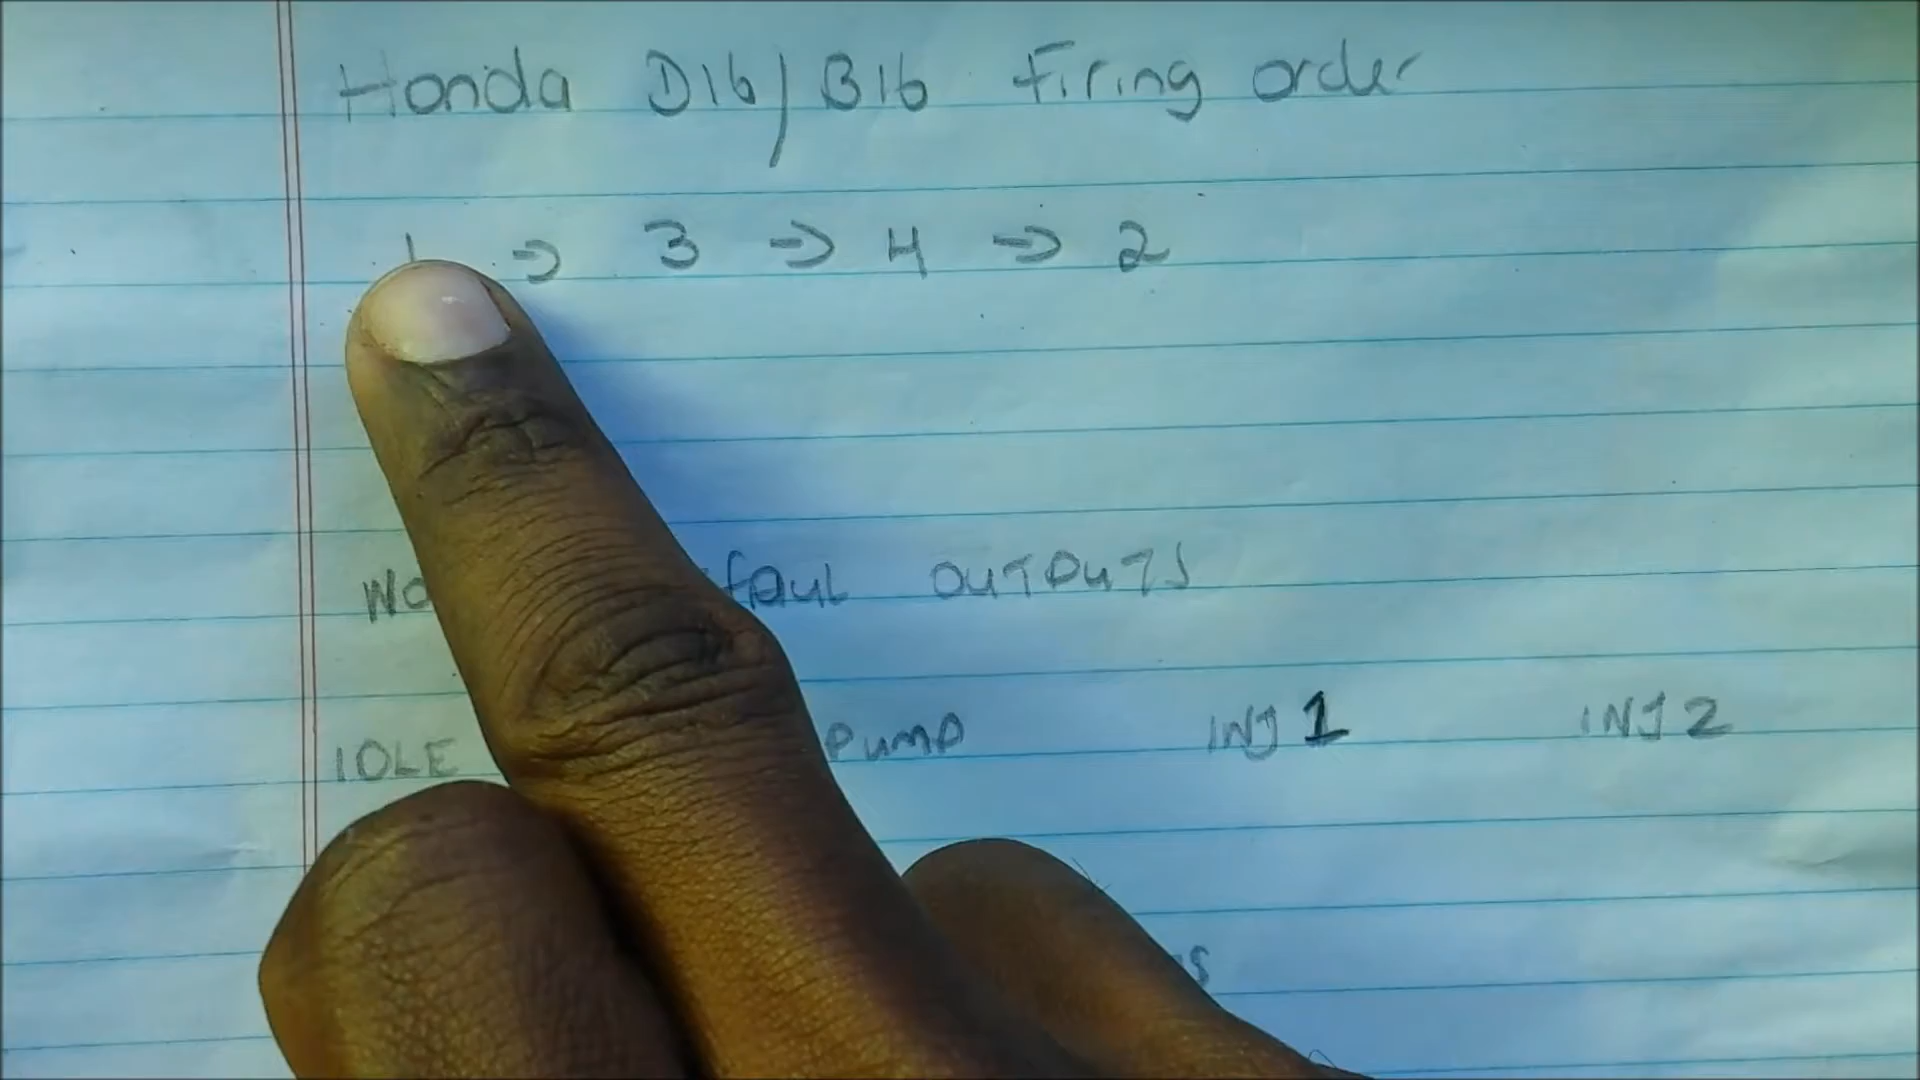 Honda D16/B16 Firing order
1 → 3 → 4 → 2
OUTPUTS
IDLE PUMP INJ 1 INJ 2